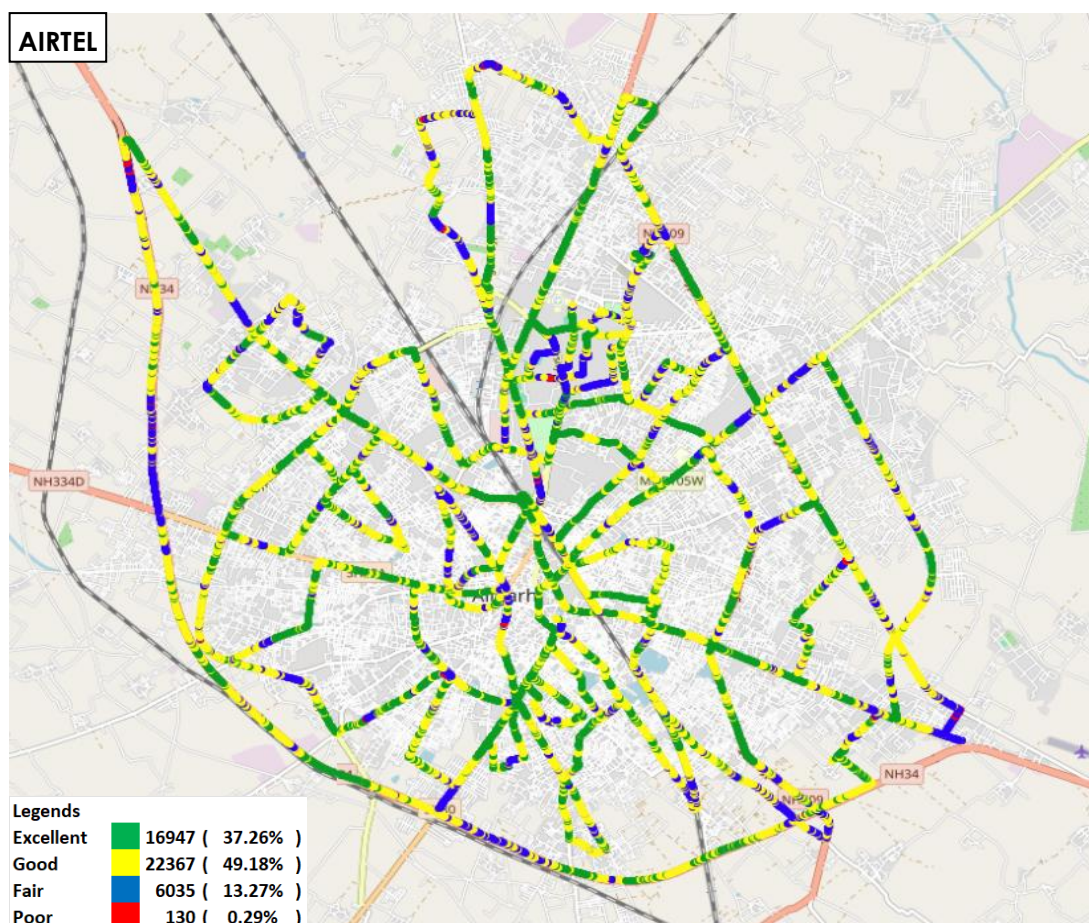 AIRTEL
NH34
NH334D
NH34
Legends
Excellent 16947 ( 37.26% )
Good 22367 ( 49.18% )
Fair 6035 ( 13.27% )
Poor 130 ( 0.29% )